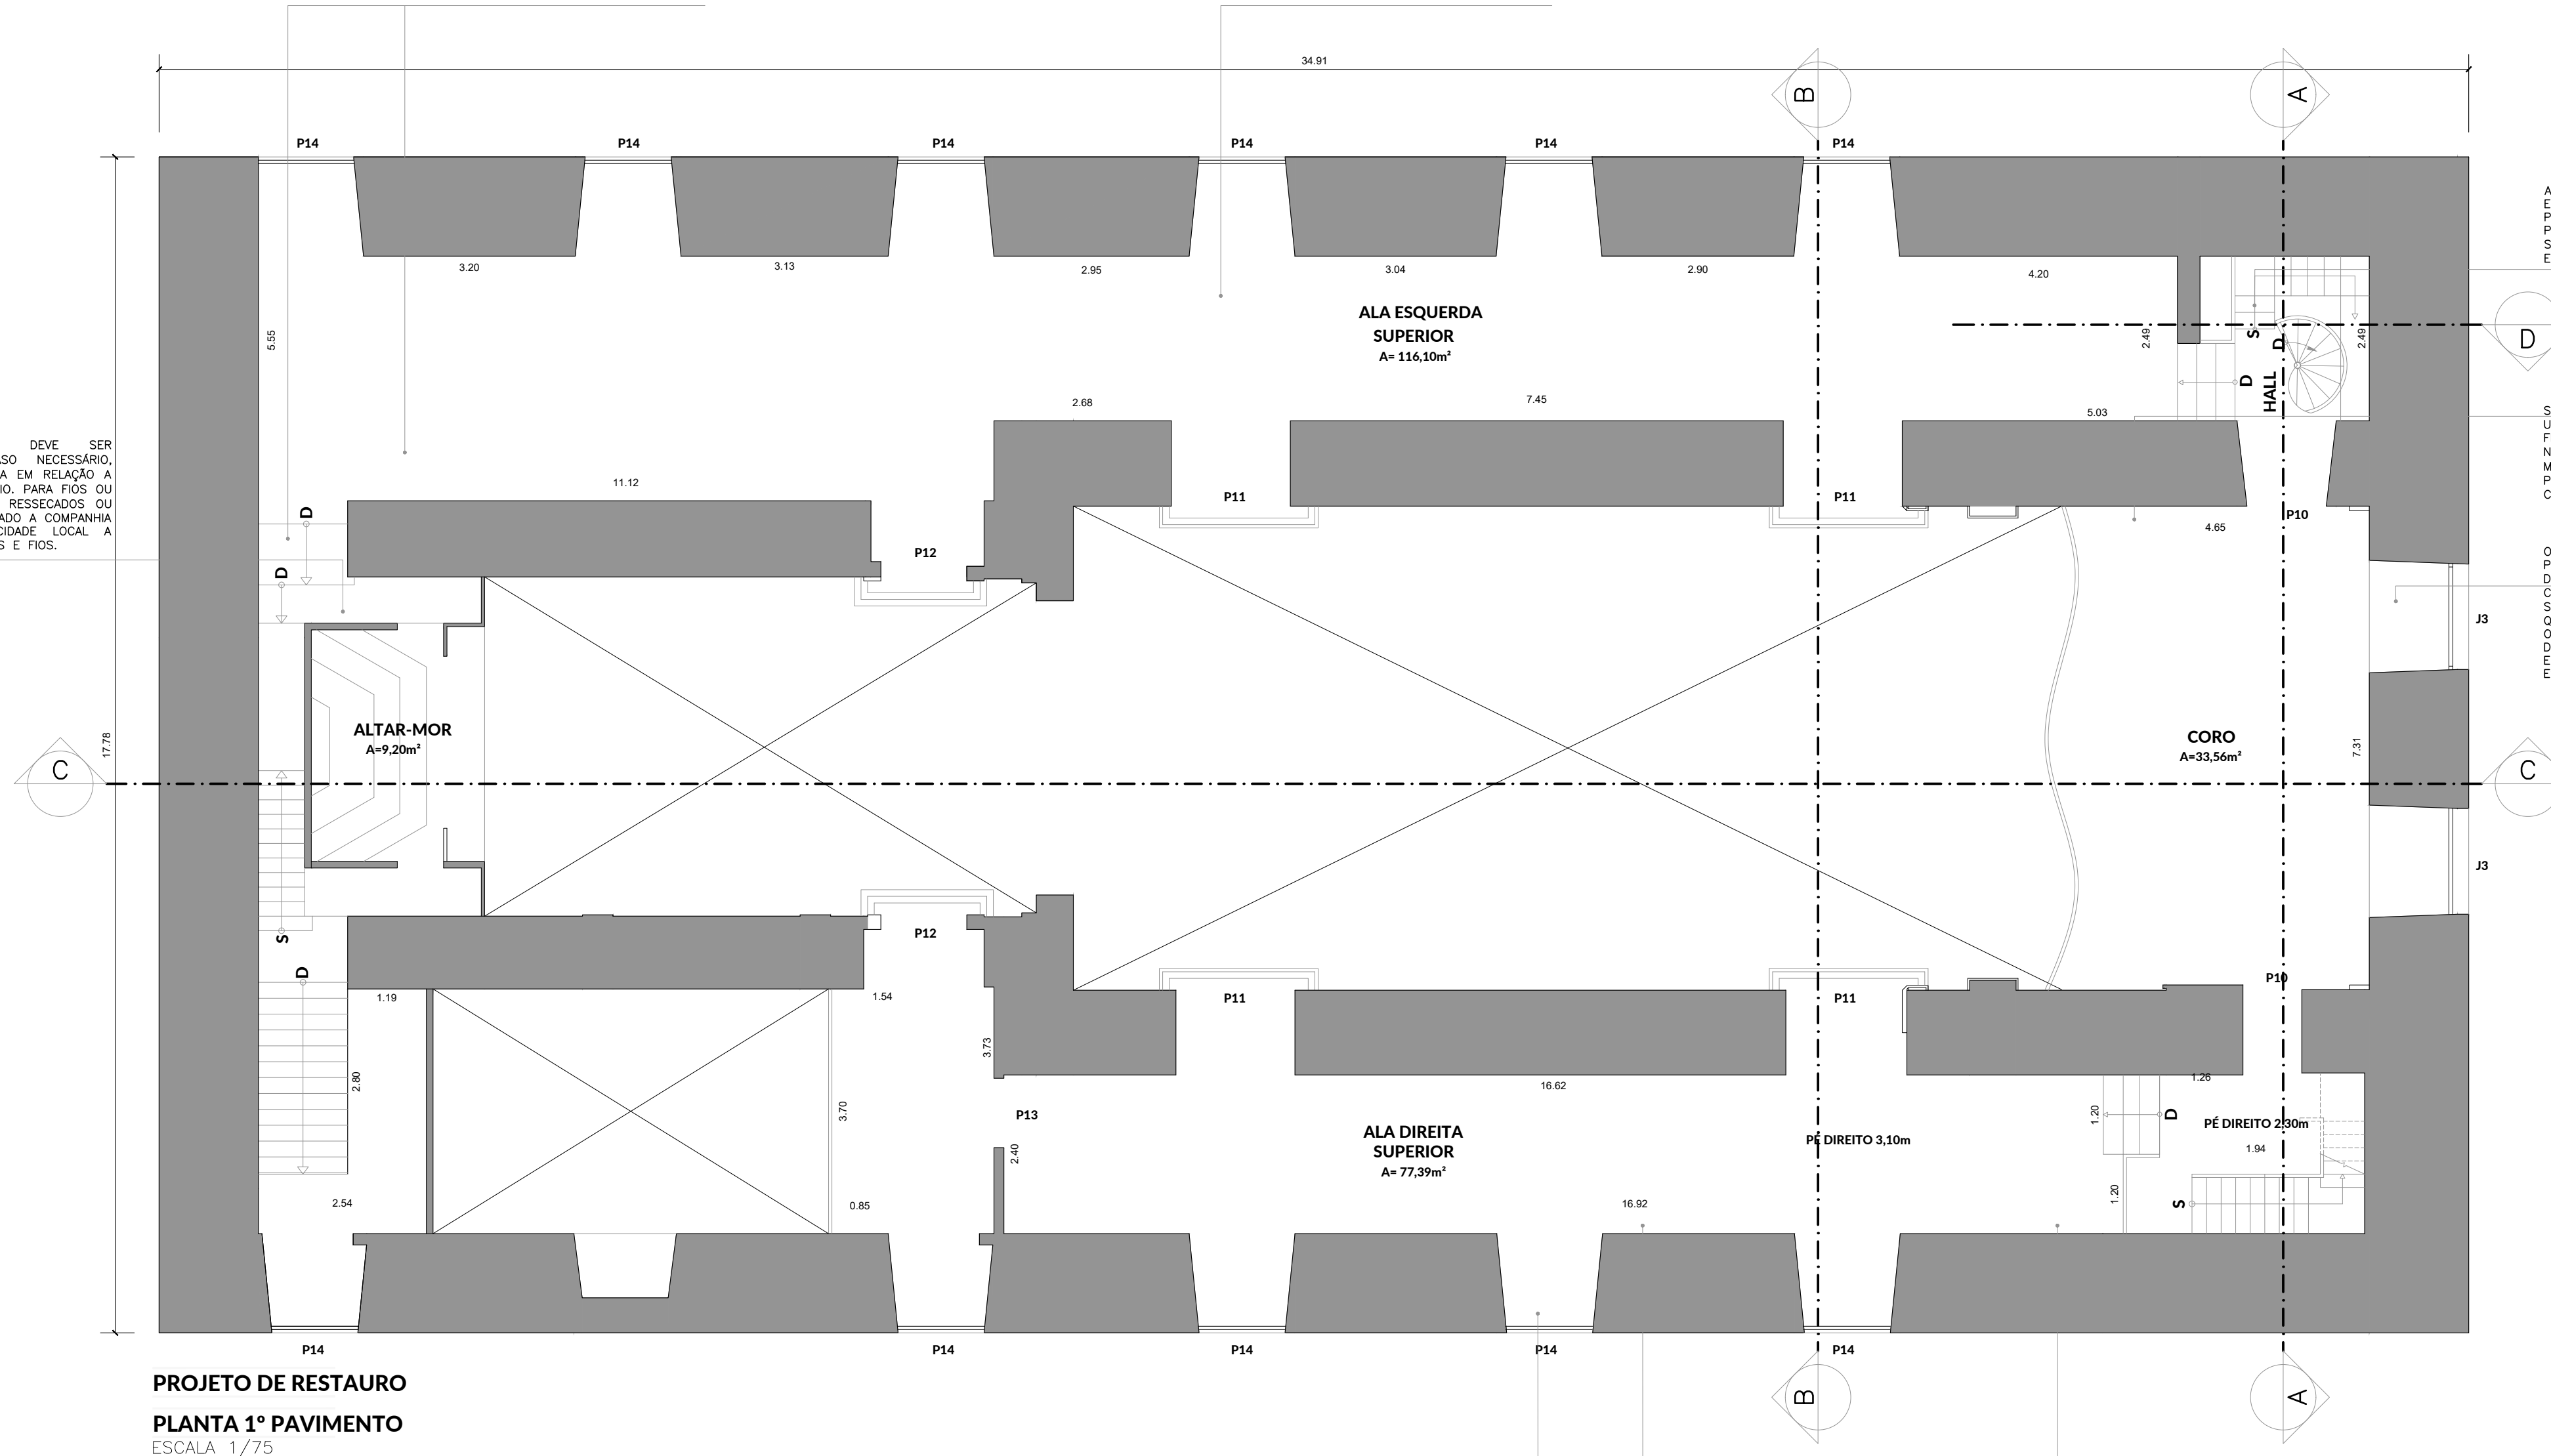 34.91
B
A
P14
P14
P14
P14
P14
P14
3.20
3.13
2.95
3.04
2.90
4.20
5.55
ALA ESQUERDA
SUPERIOR
A= 116,10m²
2.49
S
D
2.49
D
D
HALL
2.68
7.45
5.03
DEVE SER
NECESSÁRIO,
A EM RELAÇÃO A
PARA FIOS OU
RESSECADOS OU
A COMPANHIA
LOCAL A
E FIOS.
11.12
P11
P11
P10
4.65
D
P12
D
J3
17.78
ALTAR-MOR
A=9,20m²
CORO
A=33,56m²
7.31
C
C
J3
S
P12
D
P10
1.19
1.54
P11
P11
3.73
2.80
3.70
16.62
1.26
P13
2.40
ALA DIREITA
SUPERIOR
A= 77,39m²
PÉ DIREITO 3,10m
1.20
D
PÉ DIREITO 2,30m
1.94
2.54
0.85
16.92
1.20
S
P14
P14
P14
P14
P14
B
A
PROJETO DE RESTAURO
PLANTA 1º PAVIMENTO
ESCALA 1/75